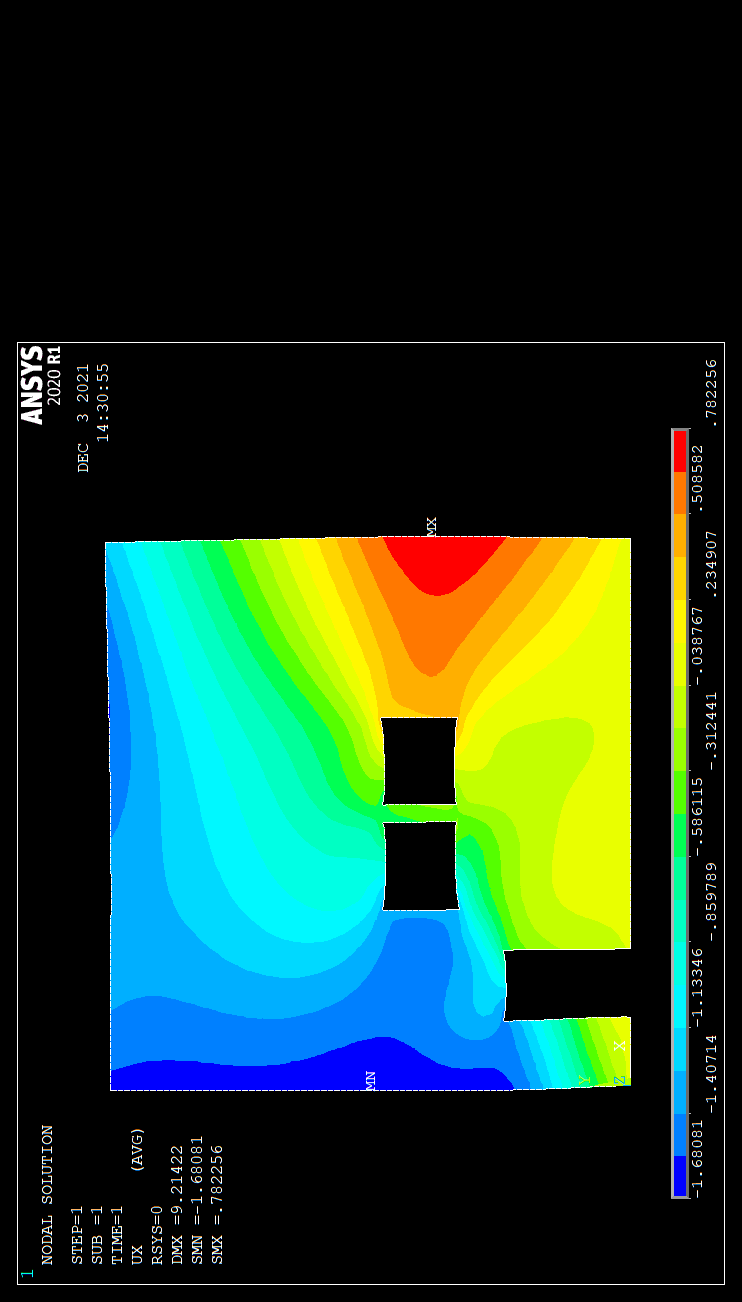 1
NODAL SOLUTION
STEP=1
SUB =1
TIME=1
UX (AVG)
RSYS=0
DMX =9.21422
SMN =-1.68081
SMX =.782256
ANSYS
2020 R1
DEC 3 2021
14:30:55
MN
MX
Y
Z X
-1.68081 -1.13346 -.586115 -.038767 .508582
-1.40714 -.859789 -.312441 .234907 .782256